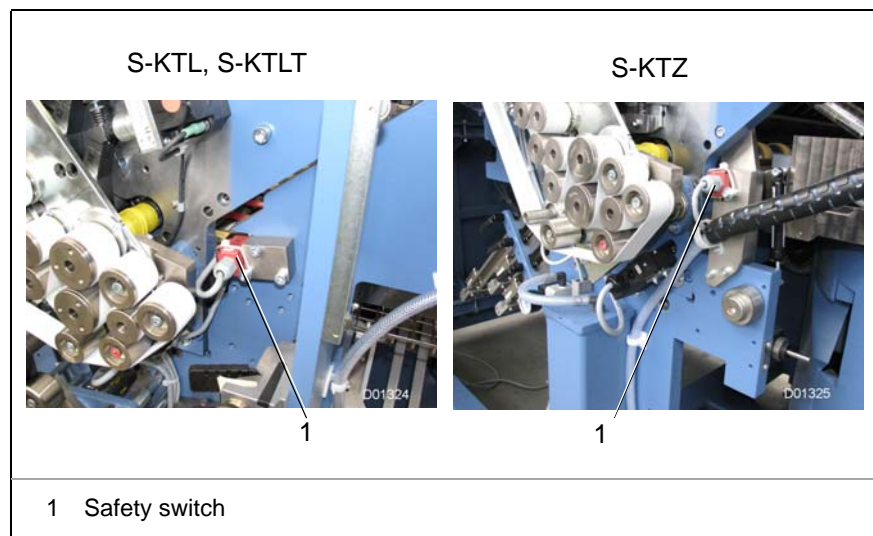 S-KTL, S-KTLT
S-KTZ
D01324
D01325
1
1
1 Safety switch